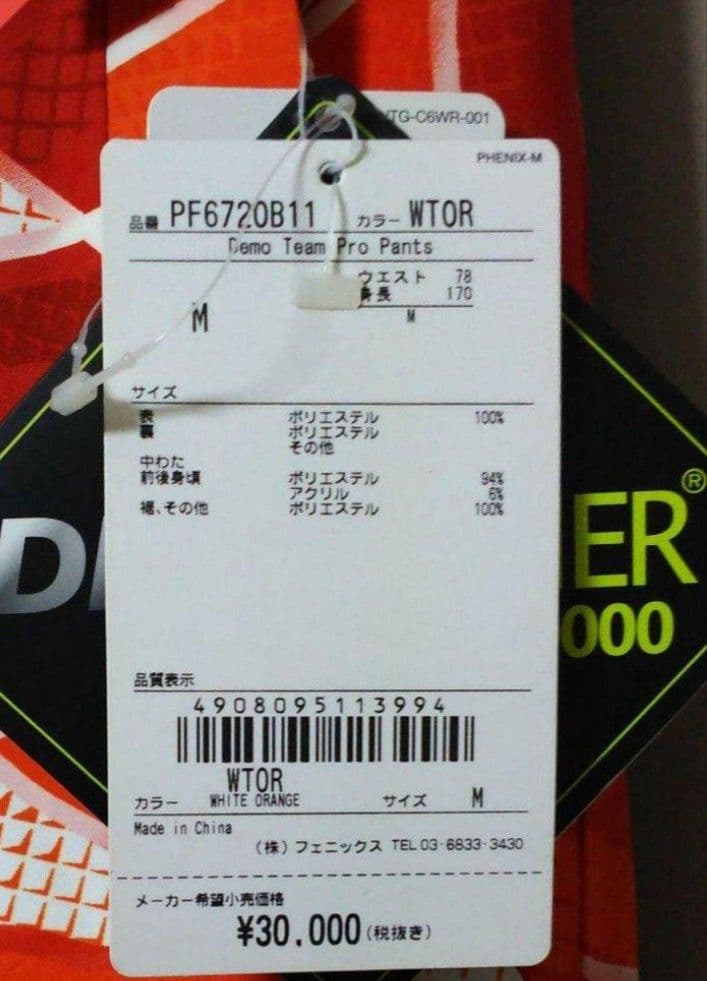 TG-C6WR-001
PHENIX-M
品番 PF6720B11 カラー WTOR
Demo Team Pro Pants
ウエスト 78
身長 170
M M
サイズ
表 ポリエステル 100%
裏 ポリエステル
その他
中わた
前後身頃 ポリエステル 94%
アクリル 6%
裾、その他 ポリエステル 100%
ER®
000
品質表示
4908095113994
WTOR
カラー WHITE ORANGE サイズ M
Made in China
(株) フェニックス TEL 03-6833-3430
メーカー希望小売価格
¥30,000(税抜き)